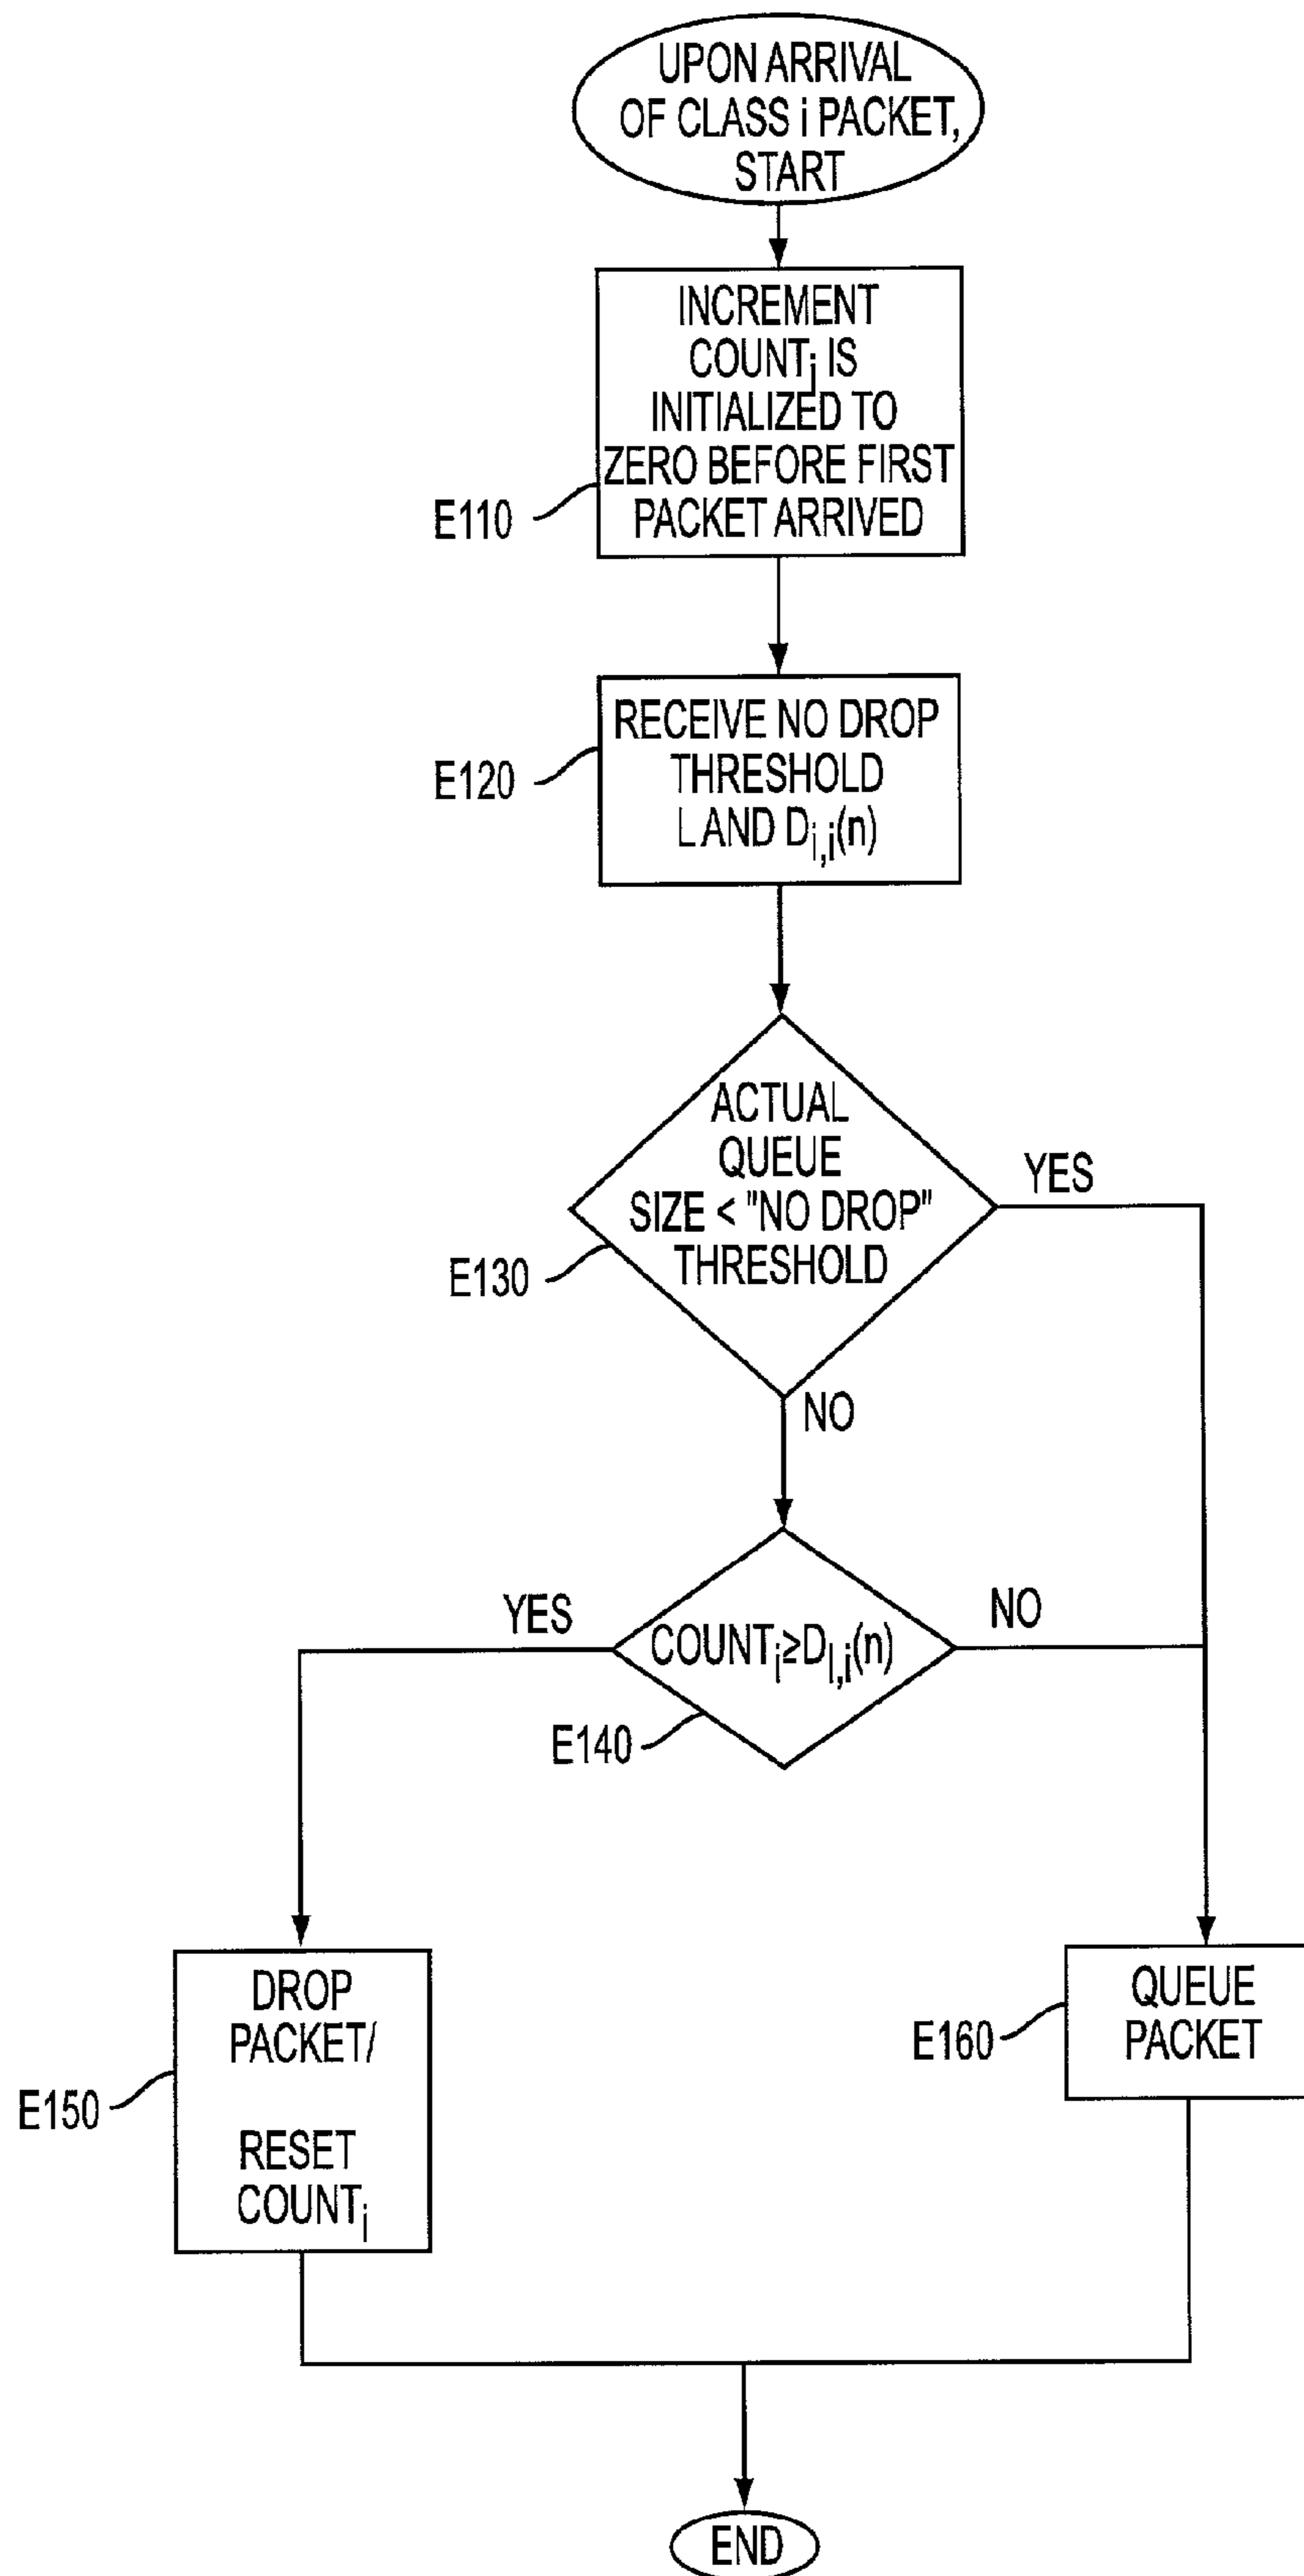 UPON ARRIVAL
OF CLASS i PACKET,
START
INCREMENT
COUNTi IS
INITIALIZED TO
ZERO BEFORE FIRST
PACKET ARRIVED
E110
RECEIVE NO DROP
THRESHOLD
L AND Di,i(n)
E120
ACTUAL
QUEUE
SIZE < "NO DROP"
THRESHOLD
E130
YES
NO
COUNTi≥Dl,i(n)
E140
YES
NO
DROP
PACKET/
RESET
COUNTi
E150
QUEUE
PACKET
E160
END